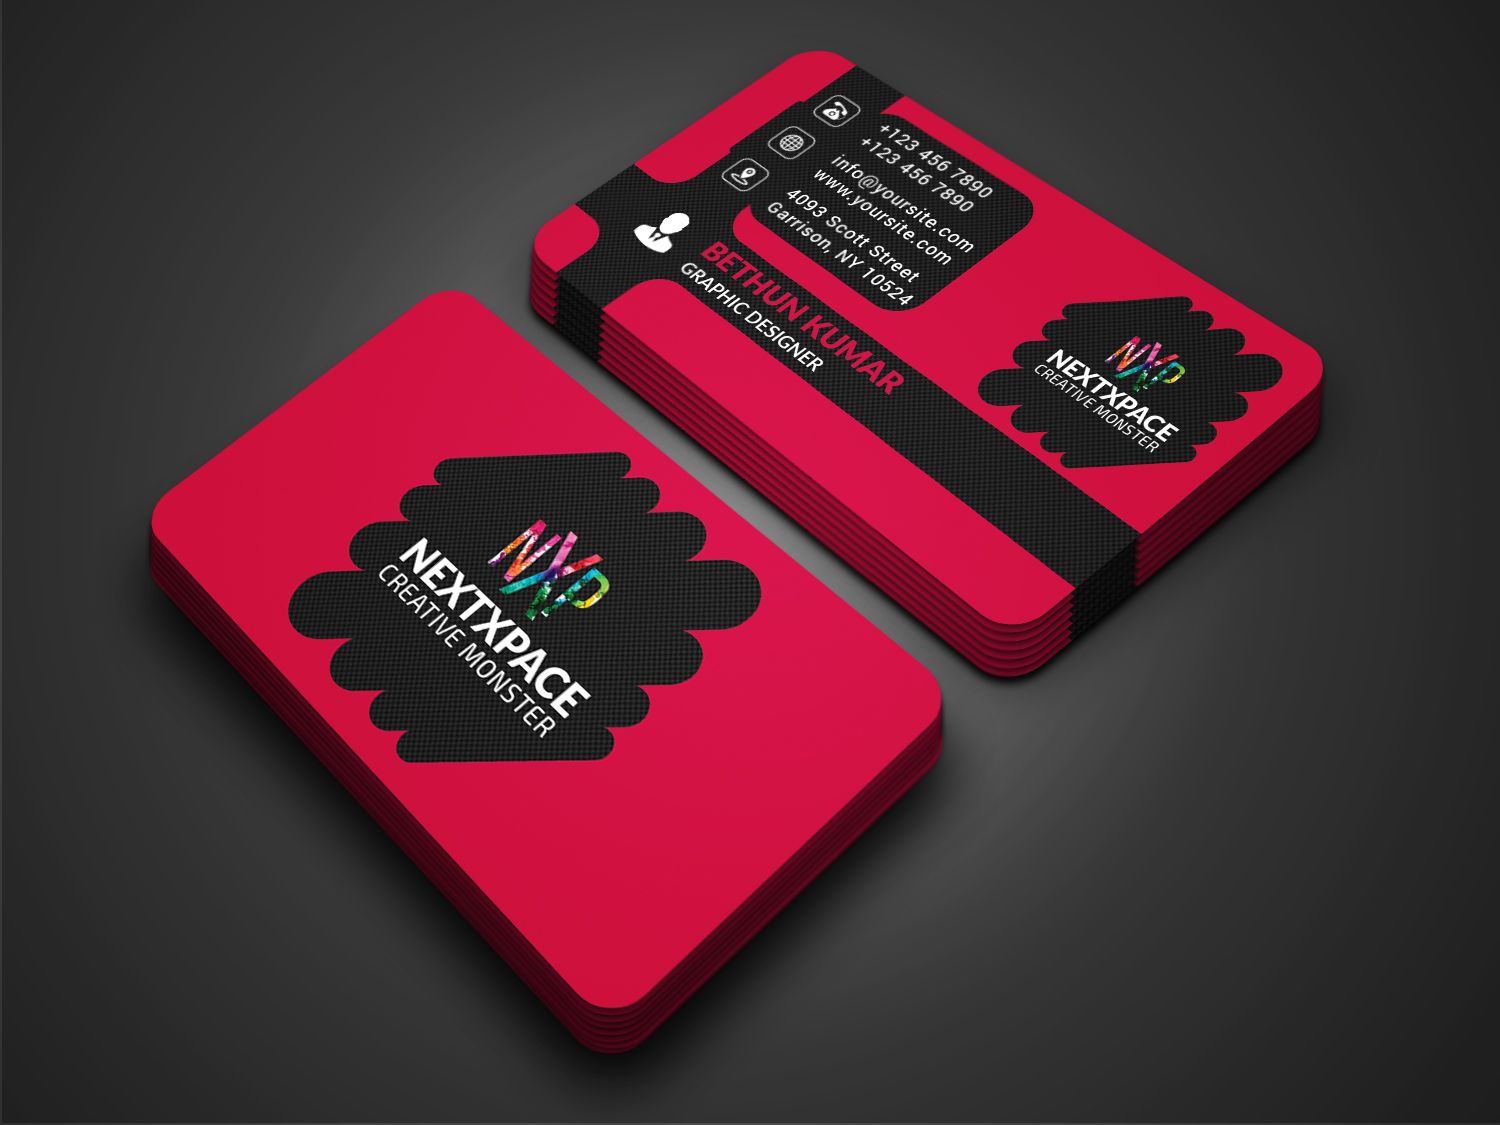 +123 456 7890
+123 456 7890
info@yoursite.com
www.yoursite.com
4093 Scott Street
Garrison, NY 10524
BETHUN KUMAR
GRAPHIC DESIGNER
NXP
NEXTXPACE
CREATIVE MONSTER
NXP
NEXTXPACE
CREATIVE MONSTER